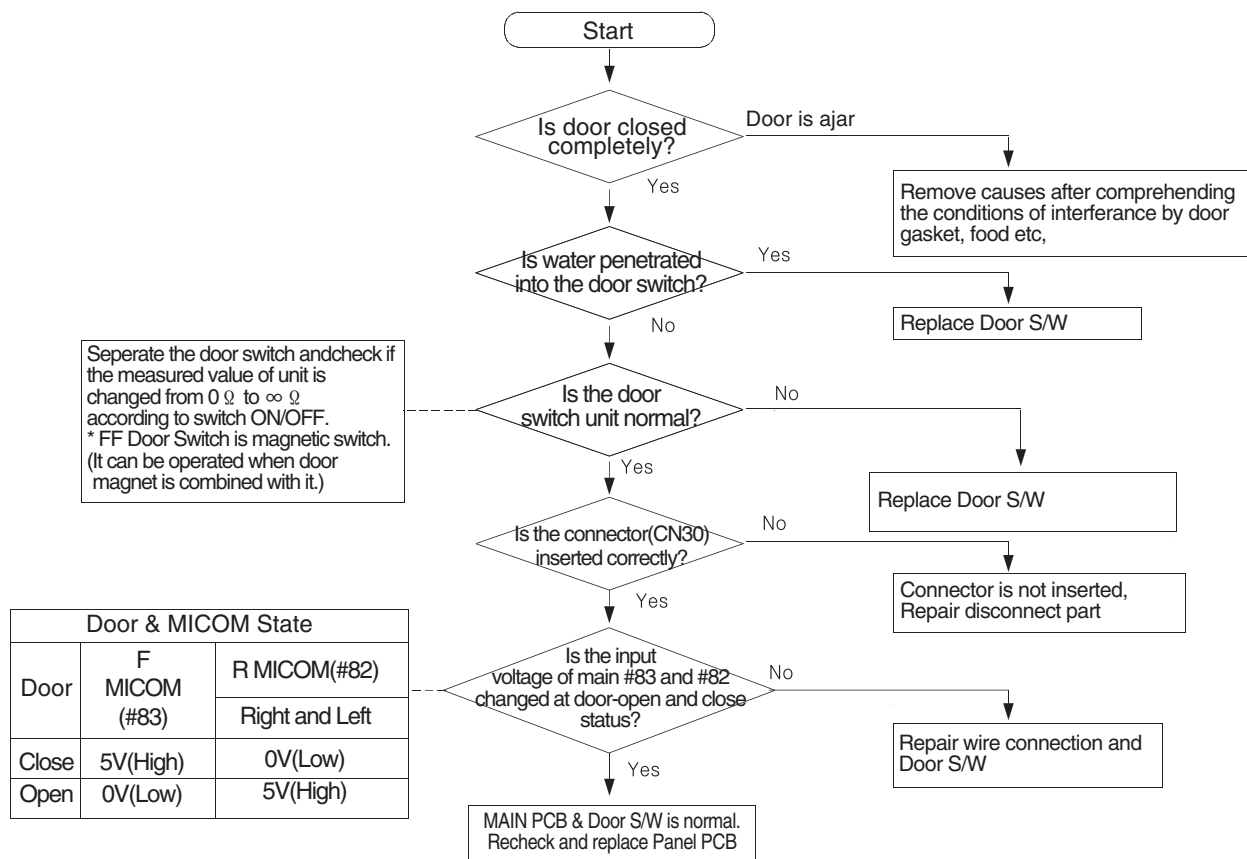 Start
Is door closed
completely?
Door is ajar
Yes
Remove causes after comprehending
the conditions of interferance by door
gasket, food etc,
Is water penetrated
into the door switch?
Yes
No
Replace Door S/W
Seperate the door switch andcheck if
the measured value of unit is
changed from 0 Ω to ∞ Ω
according to switch ON/OFF.
* FF Door Switch is magnetic switch.
(It can be operated when door
magnet is combined with it.)
Is the door
switch unit normal?
No
Yes
Replace Door S/W
Is the connector(CN30)
inserted correctly?
No
Yes
Connector is not inserted,
Repair disconnect part
Door & MICOM State
Door
F
MICOM
(#83)
R MICOM(#82)
Right and Left
Close 5V(High) 0V(Low)
Open 0V(Low) 5V(High)
Is the input
voltage of main #83 and #82
changed at door-open and close
status?
No
Yes
Repair wire connection and
Door S/W
MAIN PCB & Door S/W is normal.
Recheck and replace Panel PCB